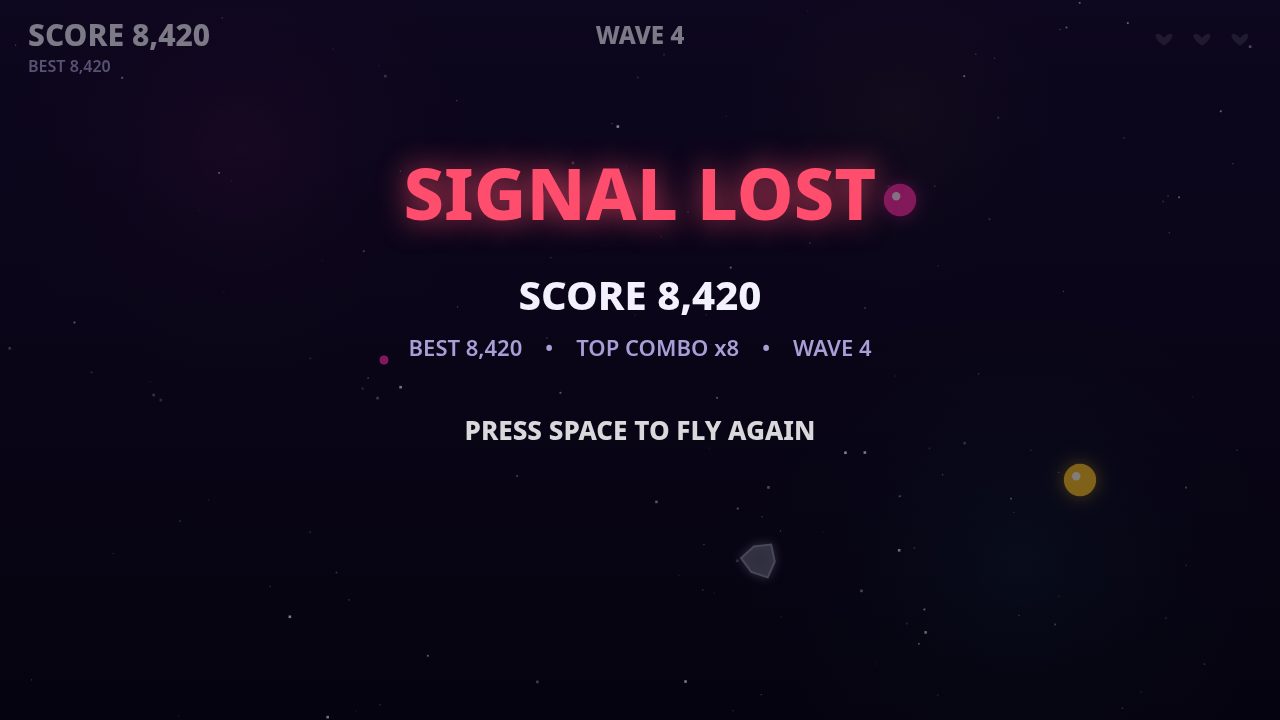 SCORE 8,420
WAVE 4
BEST 8,420
SIGNAL LOST
SCORE 8,420
BEST 8,420 • TOP COMBO x8 • WAVE 4
PRESS SPACE TO FLY AGAIN